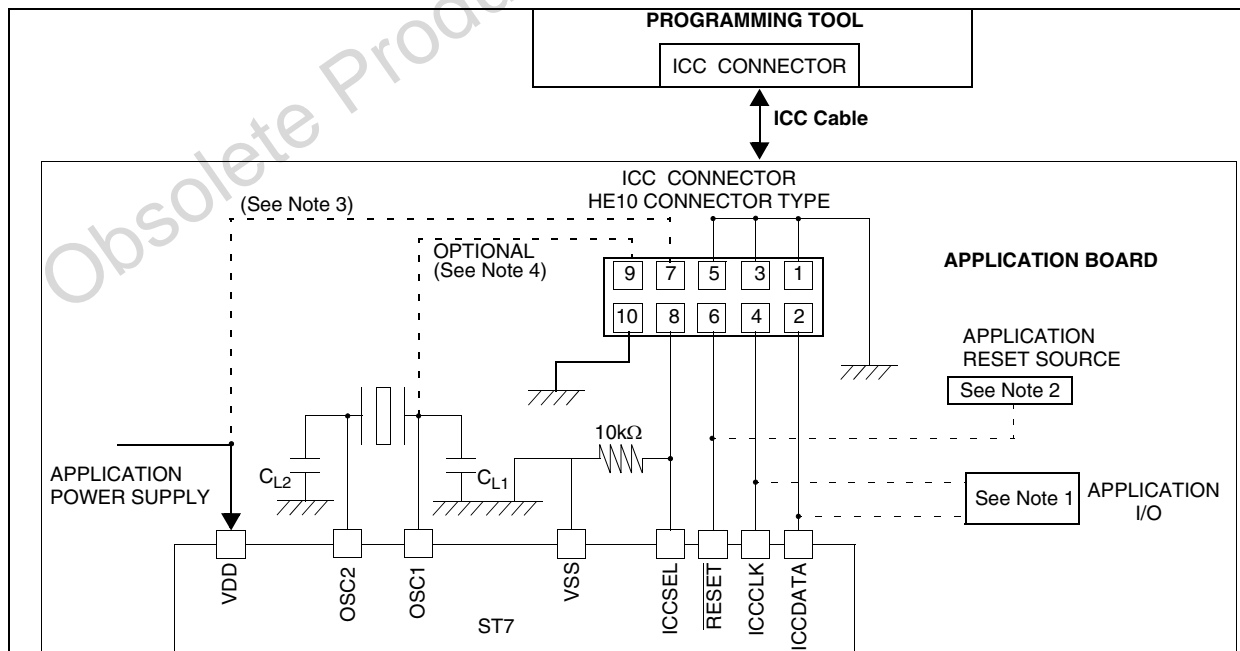 PROGRAMMING TOOL
ICC CONNECTOR
ICC Cable
ICC CONNECTOR
HE10 CONNECTOR TYPE
(See Note 3)
OPTIONAL
(See Note 4)
9 7 5 3 1
10 8 6 4 2
APPLICATION BOARD
APPLICATION
RESET SOURCE
See Note 2
10kΩ
CL2
CL1
APPLICATION
POWER SUPPLY
See Note 1
APPLICATION
I/O
VDD
OSC2
OSC1
VSS
ICCSEL
RESET
ICCCLK
ICCDATA
ST7
Obsolete Produ